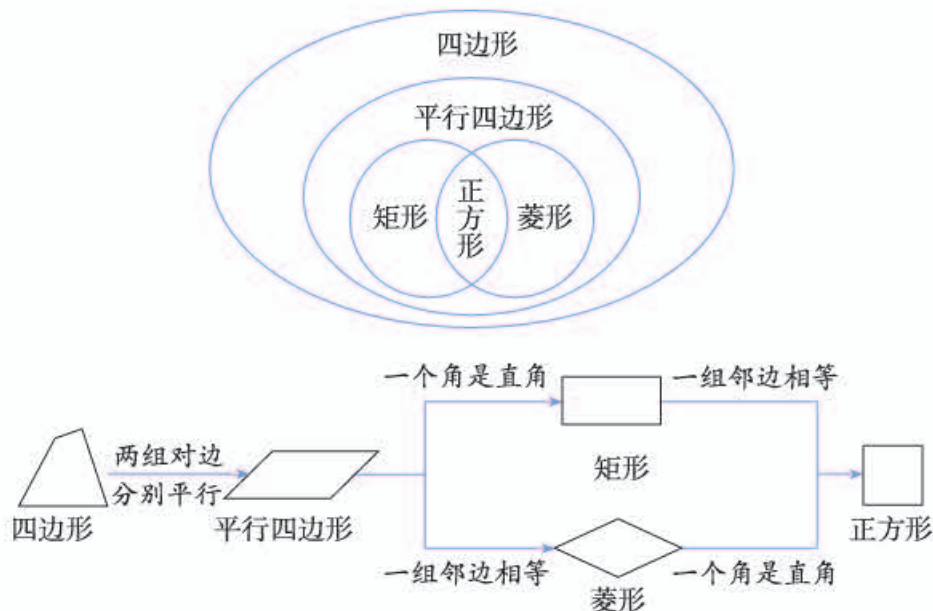 四边形
平行四边形
矩形
正方形
菱形
一个角是直角
一组邻边相等
两组对边
分别平行
矩形
四边形
平行四边形
正方形
一组邻边相等
一个角是直角
菱形